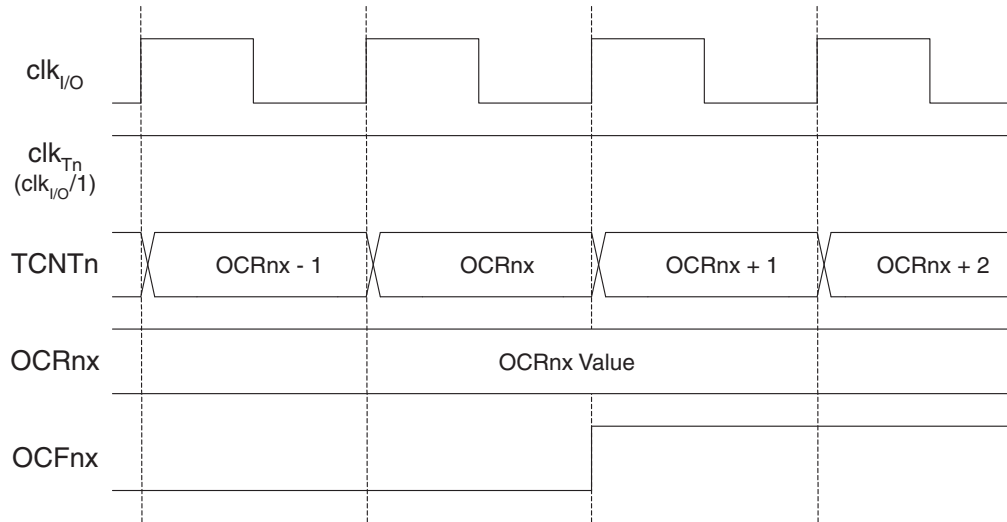 clkI/O
clkTn
(clkI/O/1)
TCNTn OCRnx - 1 OCRnx OCRnx + 1 OCRnx + 2
OCRnx OCRnx Value
OCFnx